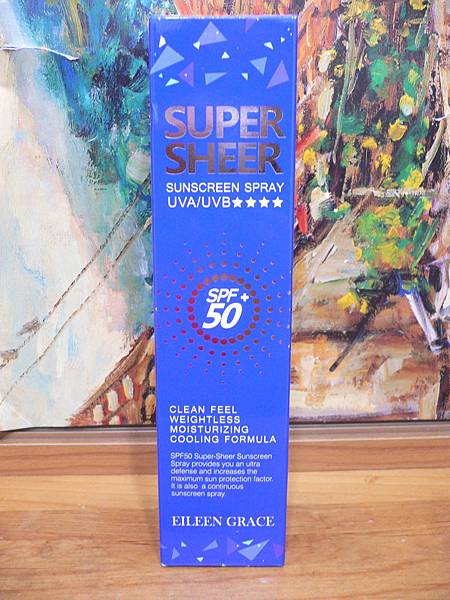 SUPER
SHEER
SUNSCREEN SPRAY
UVA/UVB★★★★
SPF +
50
CLEAN FEEL
WEIGHTLESS
MOISTURIZING
COOLING FORMULA
SPF50 Super-Sheer Sunscreen
Spray provides you an ultra
defense and increases the
maximum sun protection factor.
It is also a continuous
sunscreen spray
EILEEN GRACE